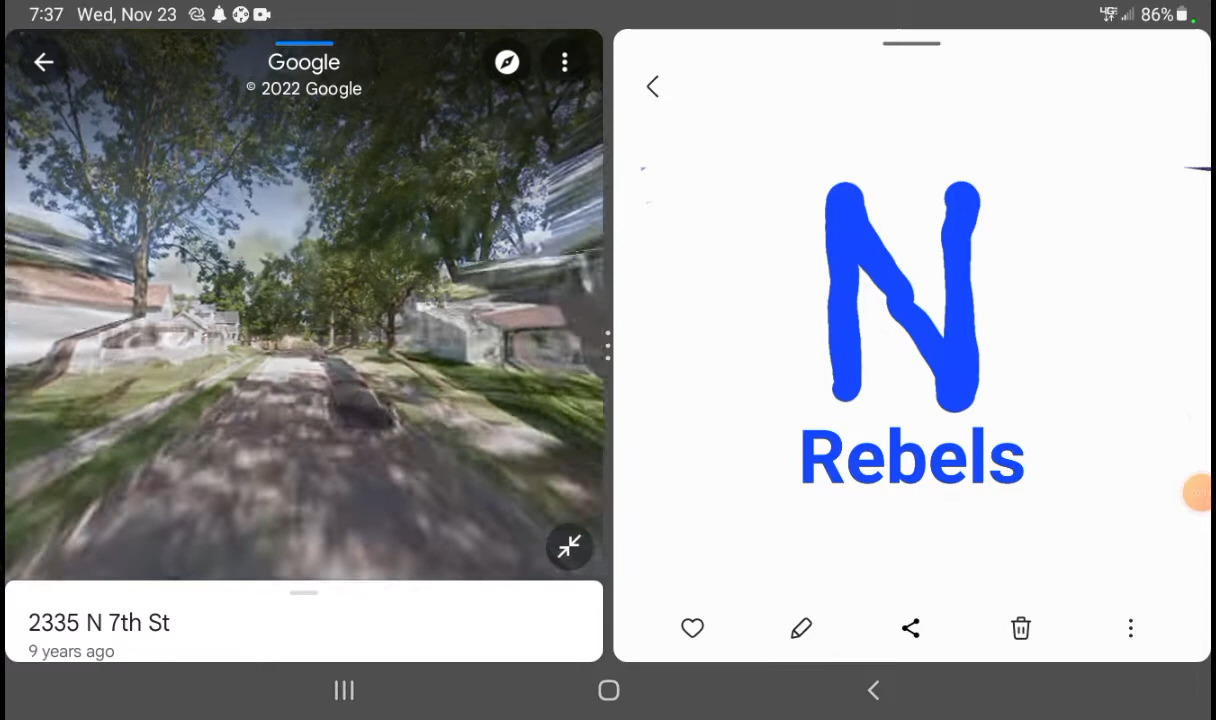 7:37 Wed, Nov 23
86%
Google
© 2022 Google
2335 N 7th St
9 years ago
N
Rebels